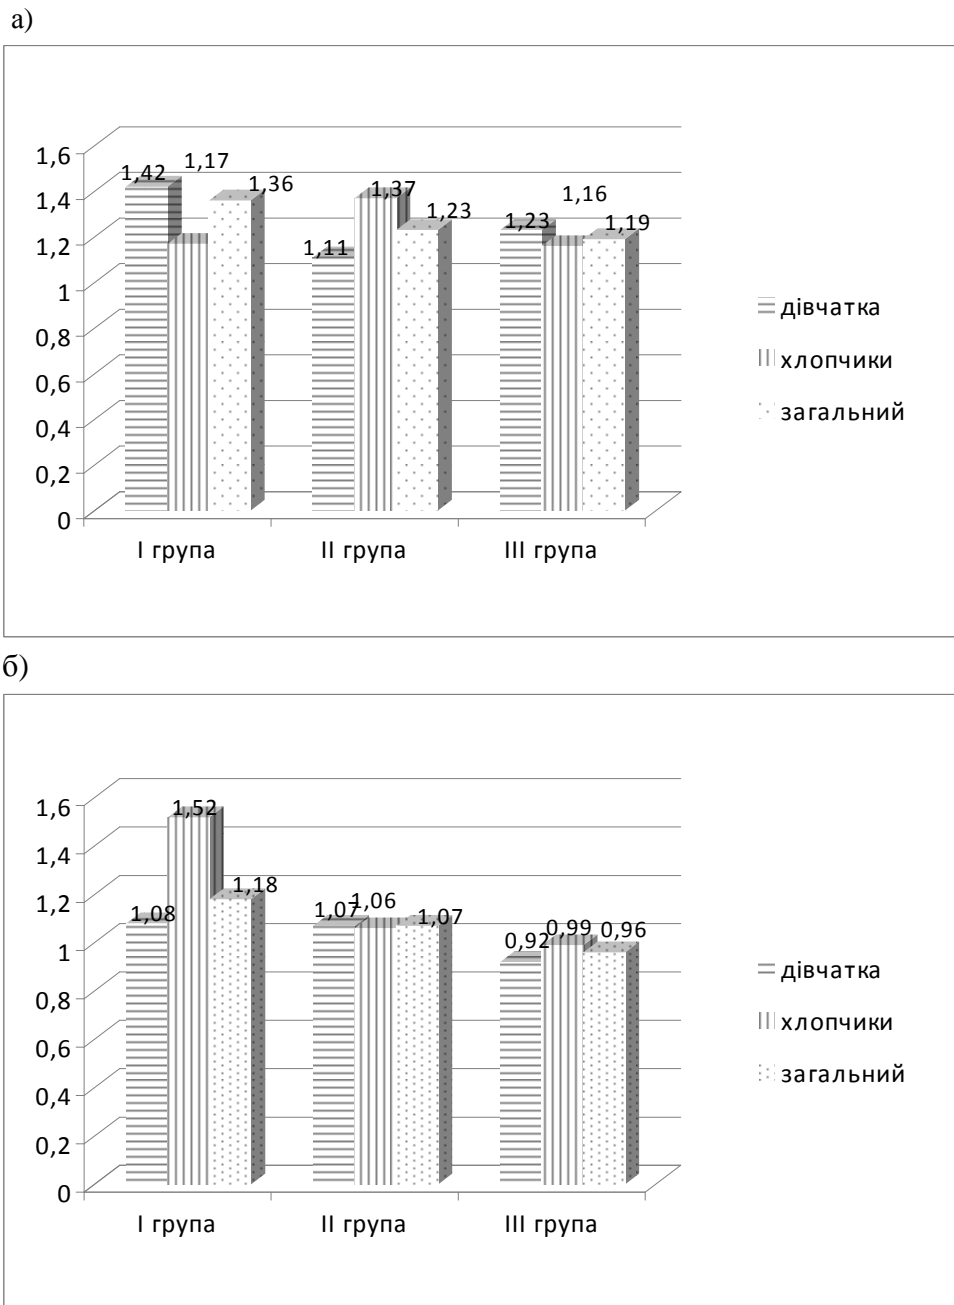 а)
1,6
1,4
1,2
1
0,8
0,6
0,4
0,2
0
1,42
1,17
1,36
1,11
1,37
1,23
1,23
1,16
1,19
I група
II група
III група
дівчатка
хлопчики
загальний
б)
1,6
1,4
1,2
1
0,8
0,6
0,4
0,2
0
1,08
1,52
1,18
1,07
1,06
1,07
0,92
0,99
0,96
I група
II група
III група
дівчатка
хлопчики
загальний